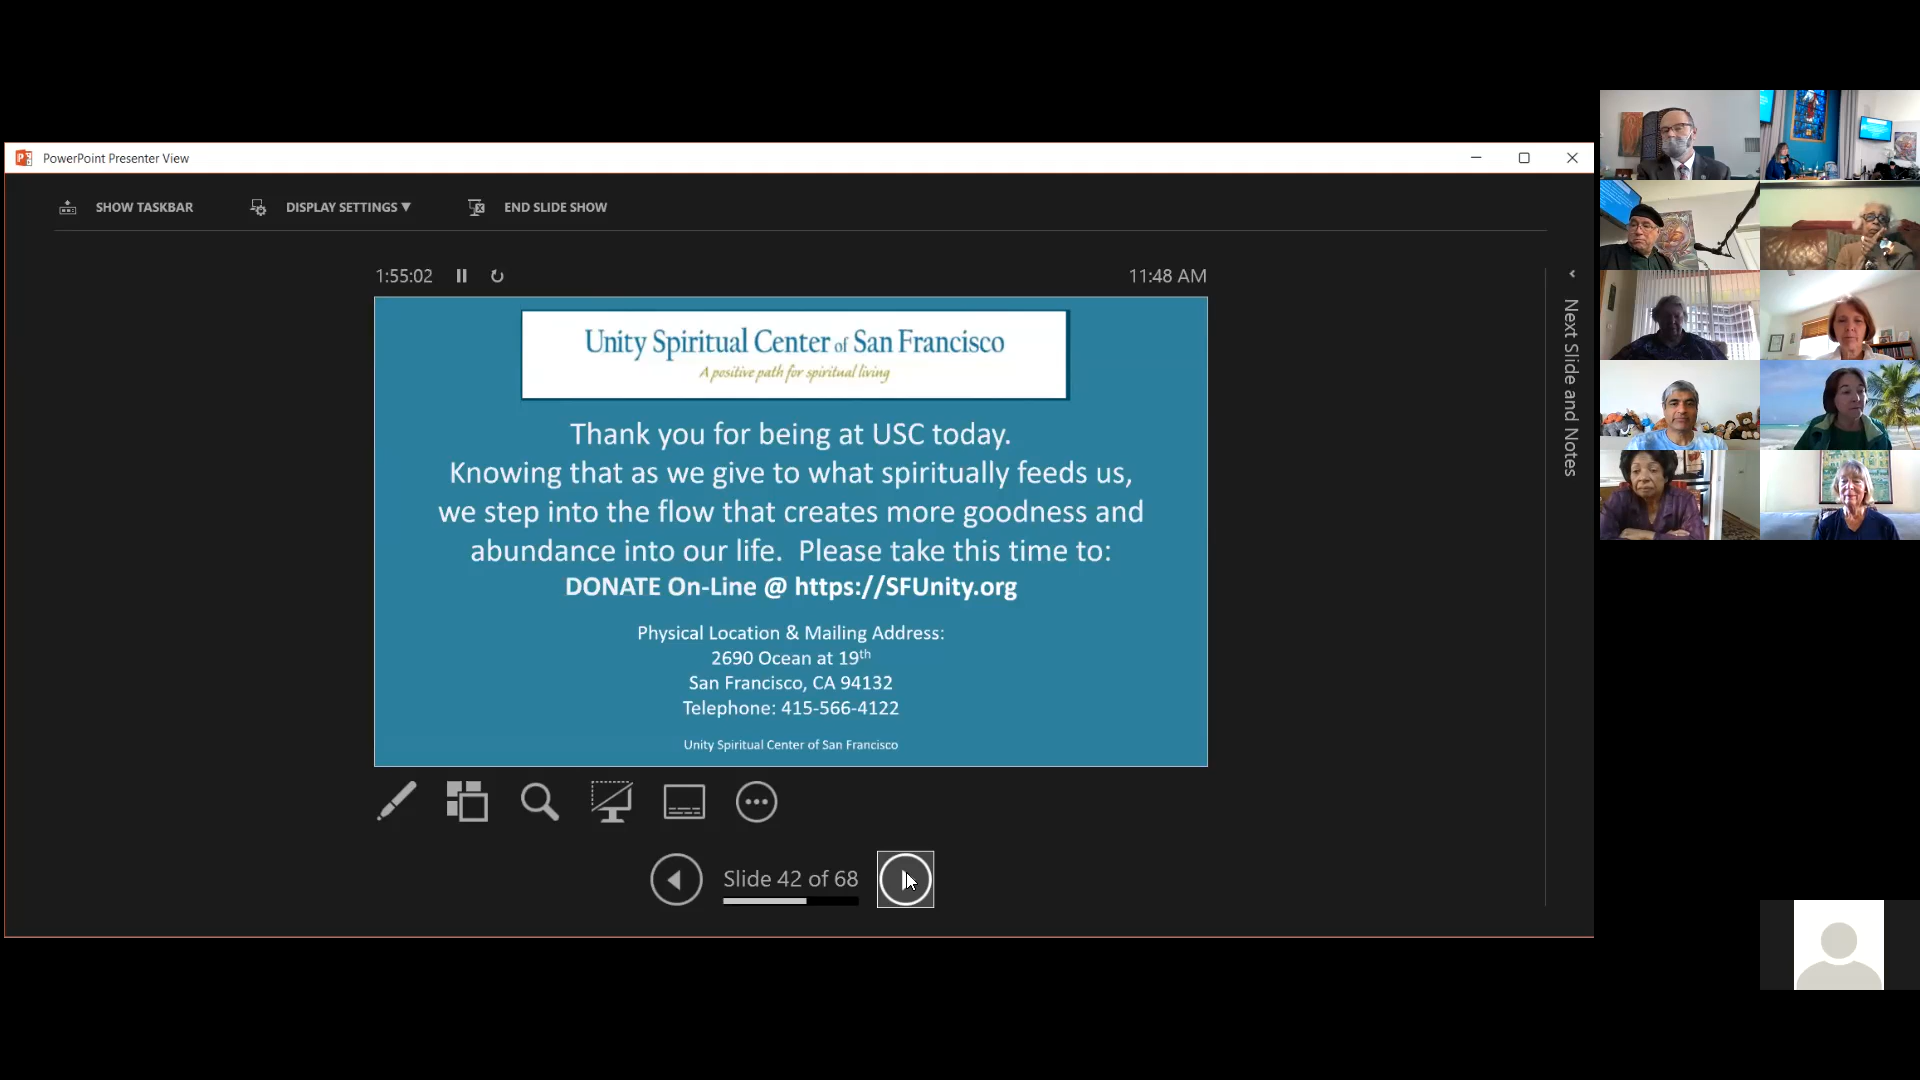 PowerPoint Presenter View
SHOW TASKBAR
DISPLAY SETTINGS ▼
END SLIDE SHOW
1:55:02
11:48 AM
Unity Spiritual Center of San Francisco
A positive path for spiritual living
Thank you for being at USC today.
Knowing that as we give to what spiritually feeds us,
we step into the flow that creates more goodness and
abundance into our life.  Please take this time to:
DONATE On-Line @ https://SFUnity.org
Physical Location & Mailing Address:
2690 Ocean at 19th
San Francisco, CA 94132
Telephone: 415-566-4122
Unity Spiritual Center of San Francisco
Slide 42 of 68
Next Slide and Notes